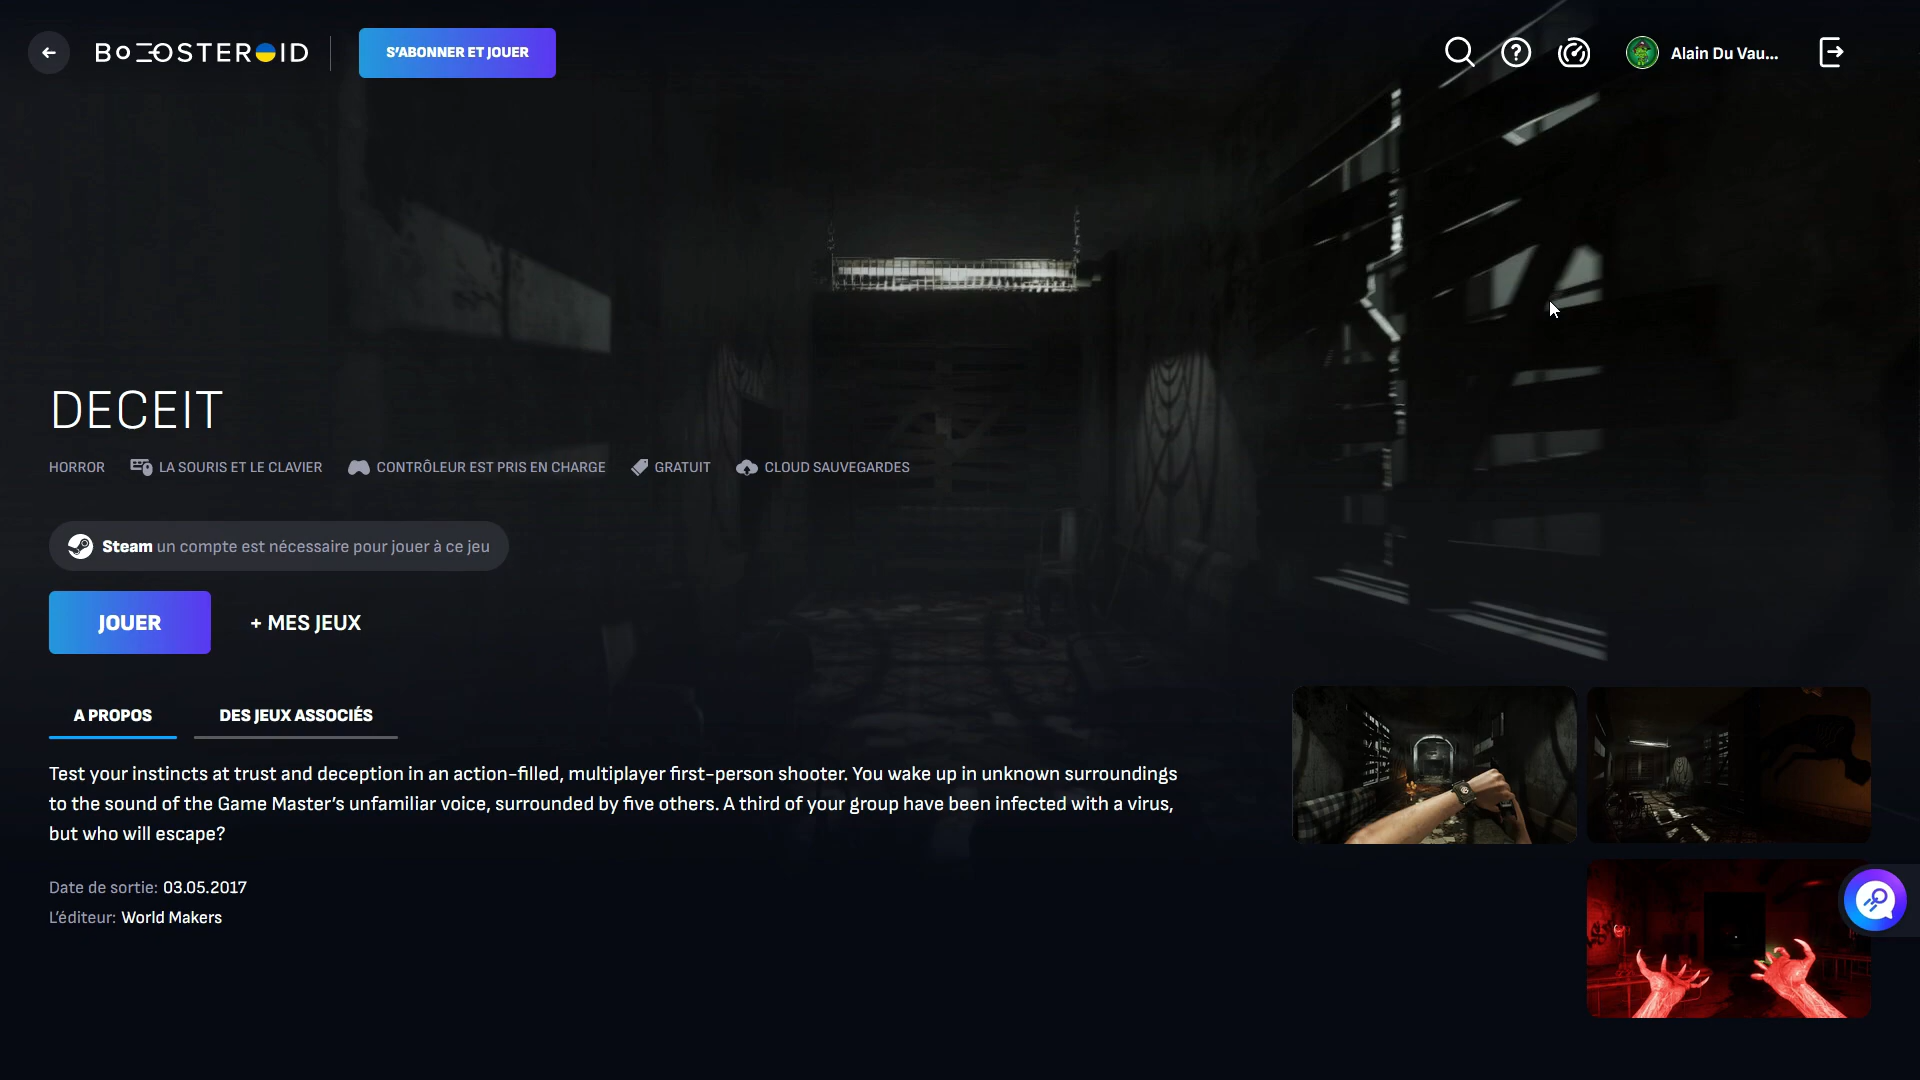 BOOSTEROID
S'ABONNER ET JOUER
Alain Du Vau...
DECEIT
HORROR LA SOURIS ET LE CLAVIER CONTRÔLEUR EST PRIS EN CHARGE GRATUIT CLOUD SAUVEGARDES
Steam un compte est nécessaire pour jouer à ce jeu
JOUER + MES JEUX
A PROPOS DES JEUX ASSOCIÉS
Test your instincts at trust and deception in an action-filled, multiplayer first-person shooter. You wake up in unknown surroundings
to the sound of the Game Master's unfamiliar voice, surrounded by five others. A third of your group have been infected with a virus,
but who will escape?
Date de sortie: 03.05.2017
L'éditeur: World Makers